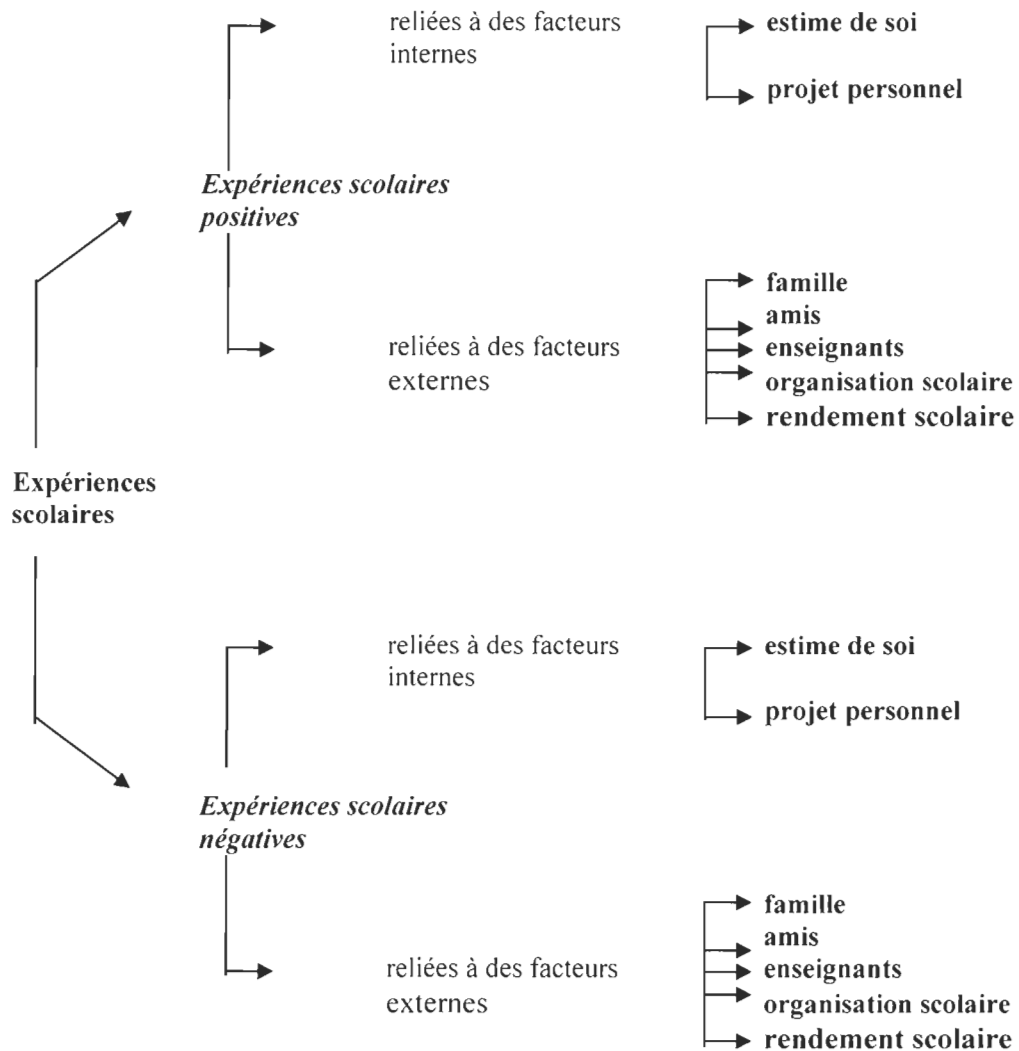 reliées à des facteurs
internes
estime de soi
projet personnel
Expériences scolaires
positives
reliées à des facteurs
externes
famille
amis
enseignants
organisation scolaire
rendement scolaire
Expériences
scolaires
reliées à des facteurs
internes
estime de soi
projet personnel
Expériences scolaires
négatives
reliées à des facteurs
externes
famille
amis
enseignants
organisation scolaire
rendement scolaire